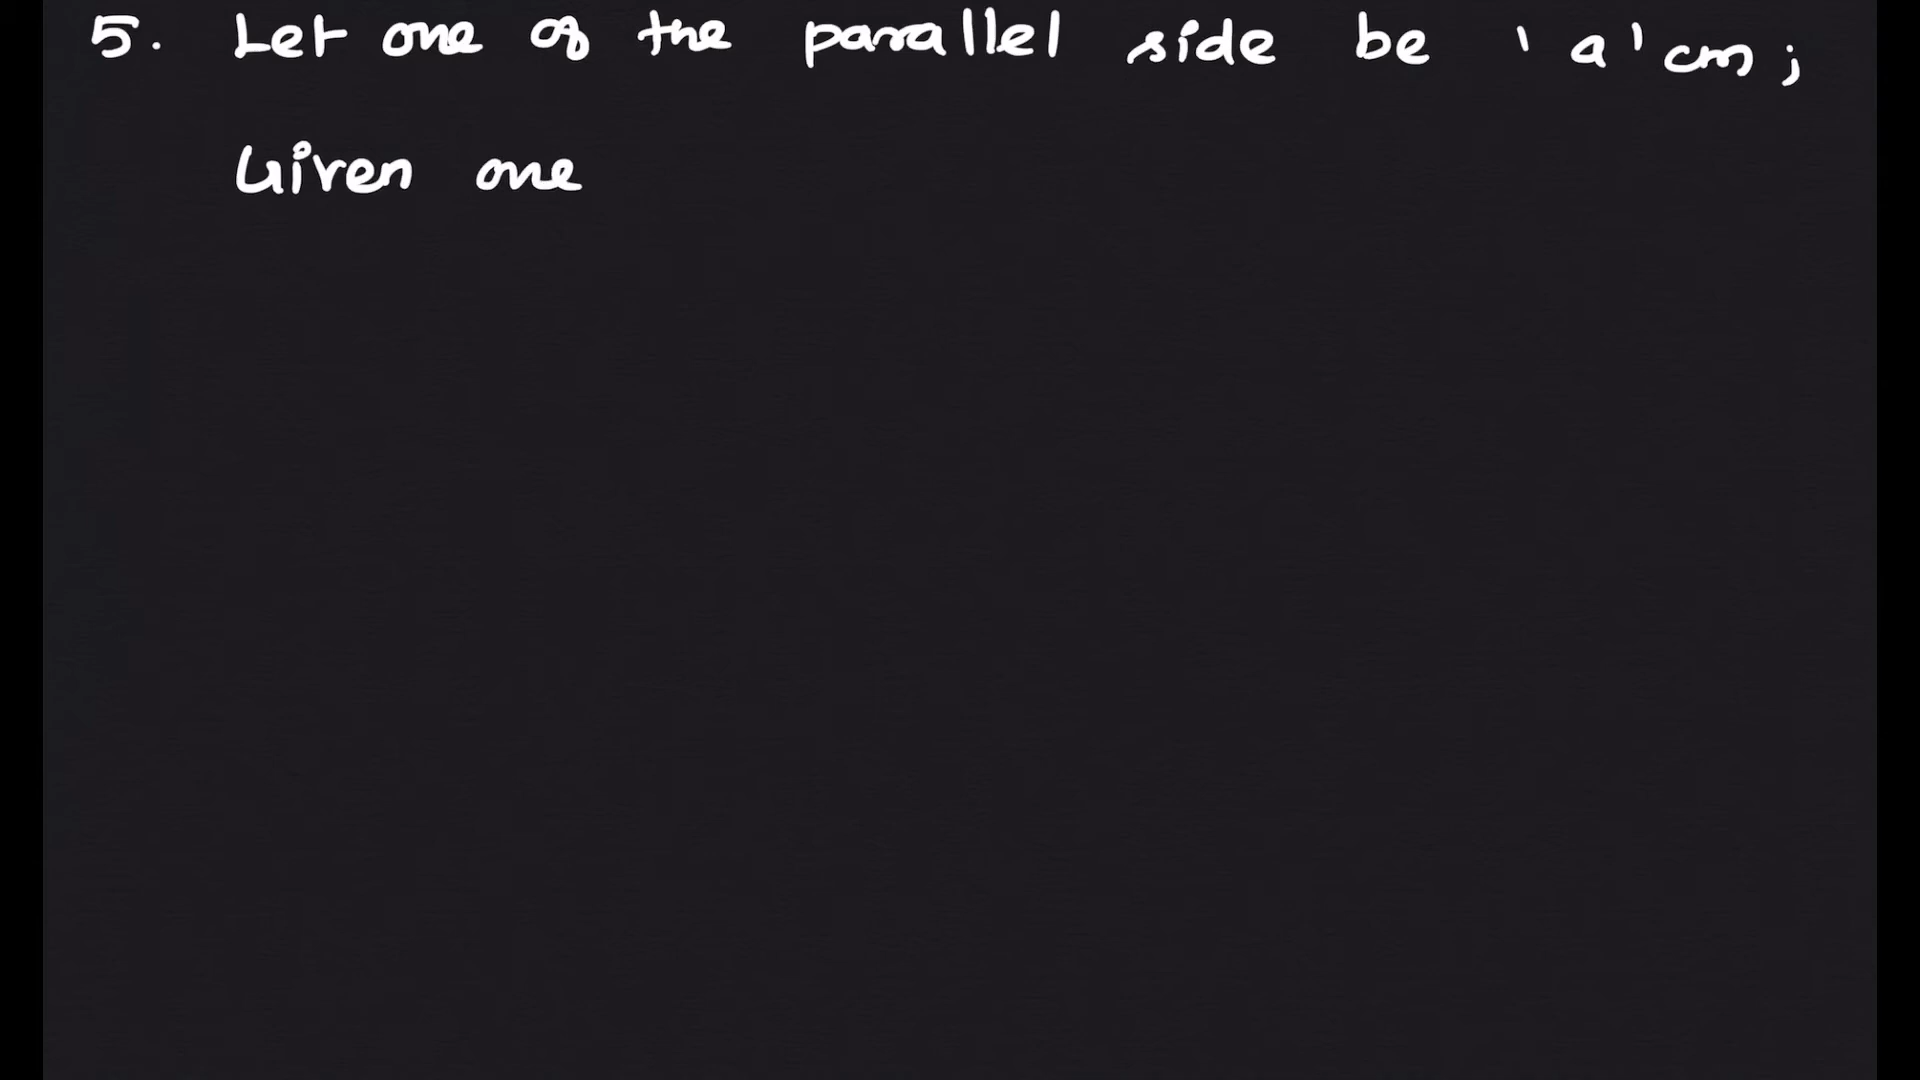 5. Let one of the parallel side be 'a' cm;
Given one